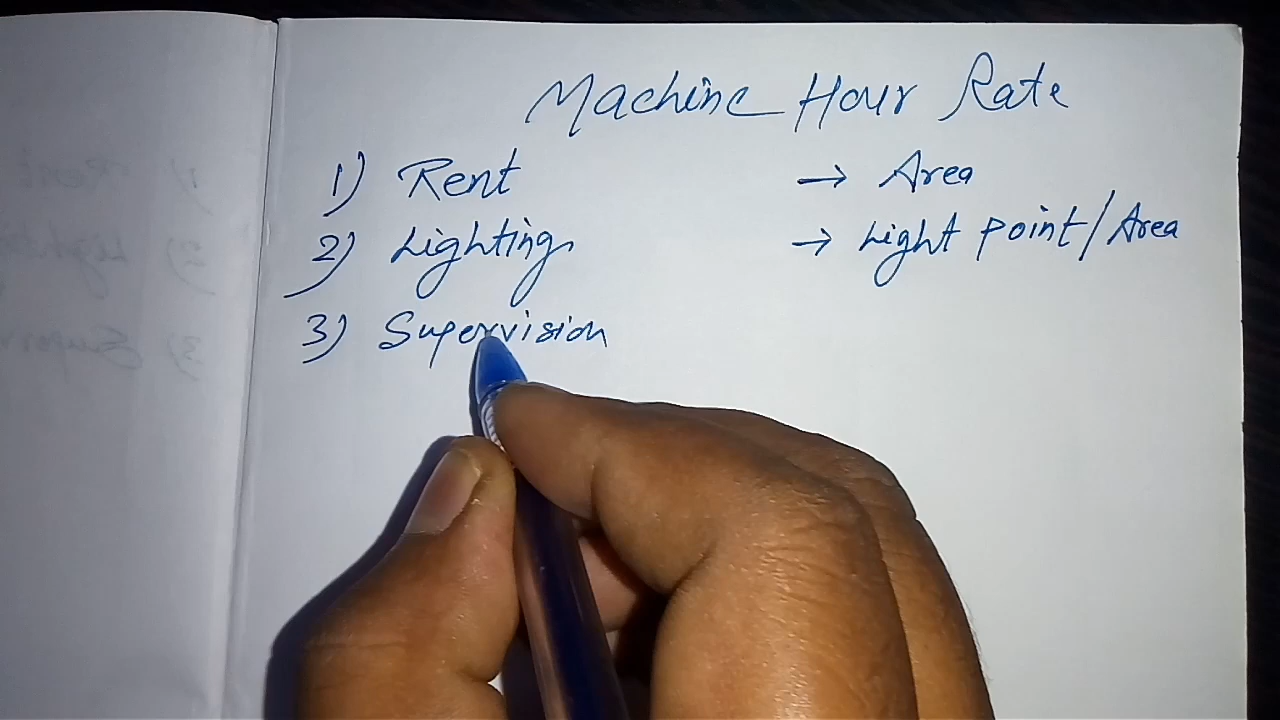 Machine Hour Rate
1) Rent → Area
2) Lighting → Light point/Area
3) Supervision